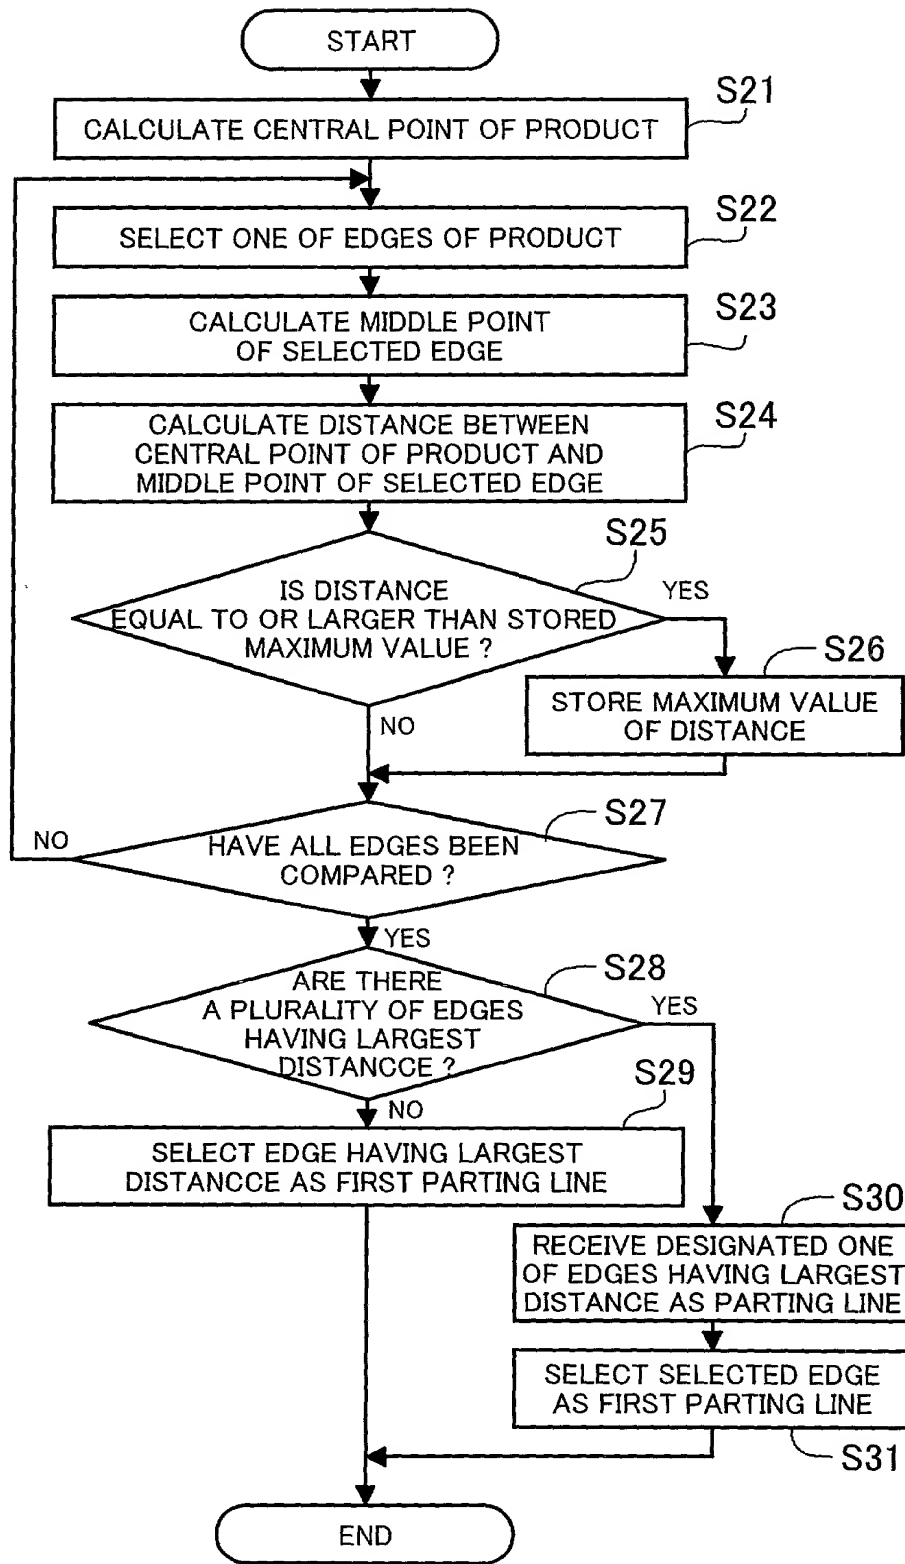 START
S21
CALCULATE CENTRAL POINT OF PRODUCT
S22
SELECT ONE OF EDGES OF PRODUCT
S23
CALCULATE MIDDLE POINT
OF SELECTED EDGE
S24
CALCULATE DISTANCE BETWEEN
CENTRAL POINT OF PRODUCT AND
MIDDLE POINT OF SELECTED EDGE
S25
IS DISTANCE
EQUAL TO OR LARGER THAN STORED
MAXIMUM VALUE ?
YES
S26
STORE MAXIMUM VALUE
OF DISTANCE
NO
S27
NO
HAVE ALL EDGES BEEN
COMPARED ?
YES
S28
ARE THERE
A PLURALITY OF EDGES
HAVING LARGEST
DISTANCCE ?
YES
S29
NO
SELECT EDGE HAVING LARGEST
DISTANCCE AS FIRST PARTING LINE
S30
RECEIVE DESIGNATED ONE
OF EDGES HAVING LARGEST
DISTANCE AS PARTING LINE
SELECT SELECTED EDGE
AS FIRST PARTING LINE
S31
END